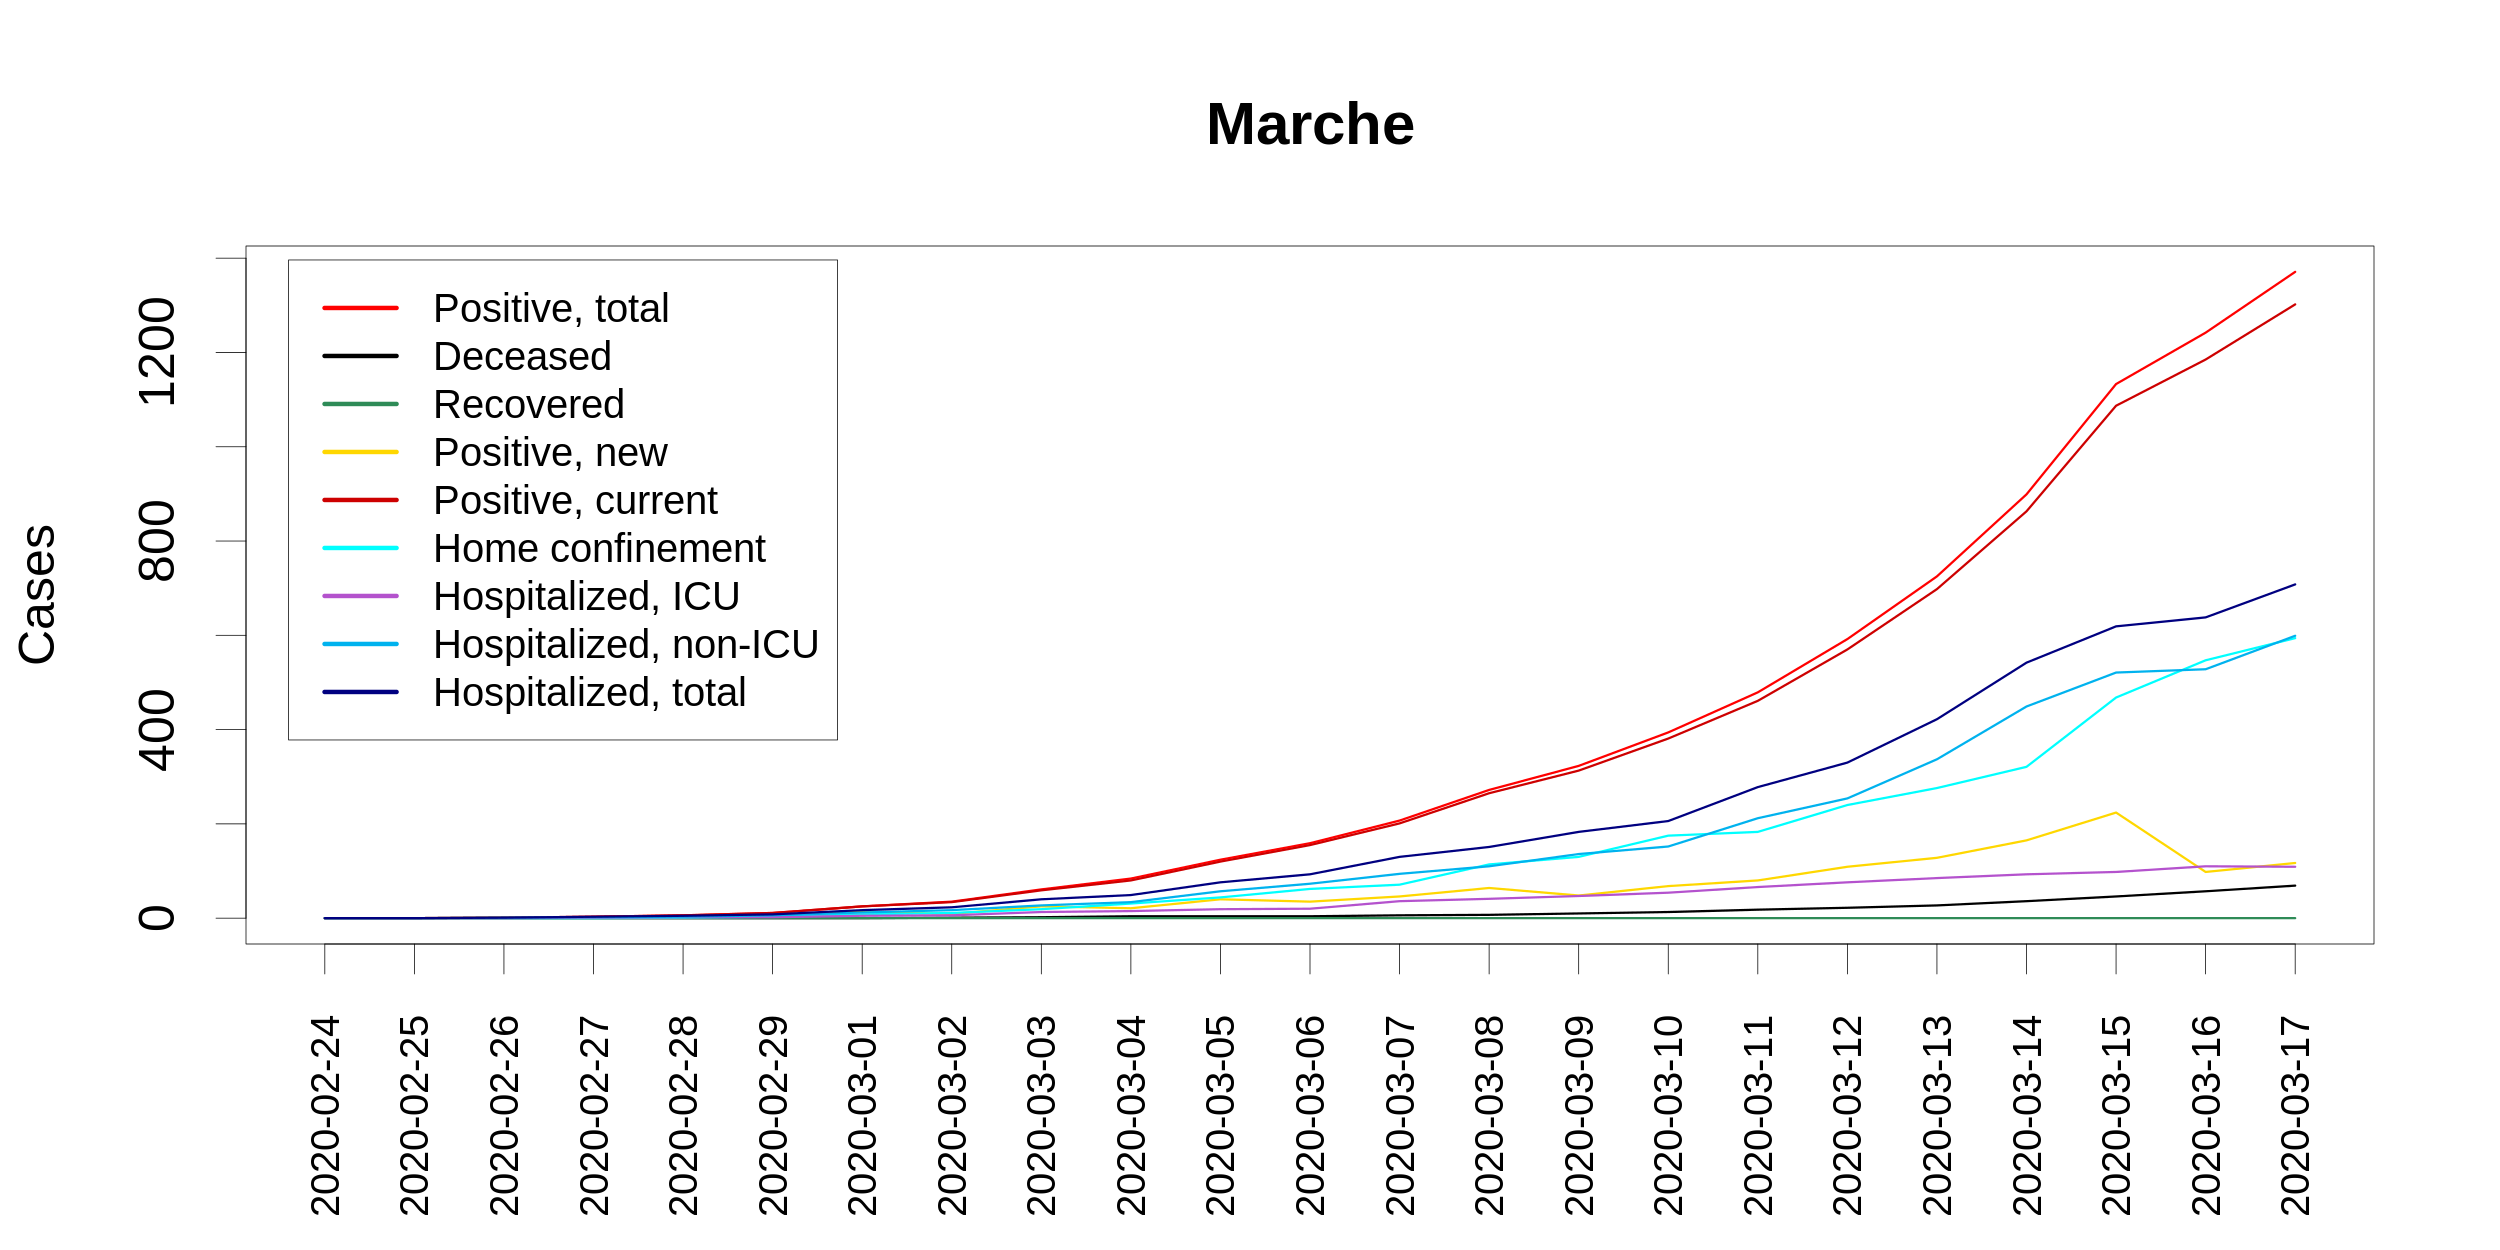 Marche
Cases
1200
800
400
0
Positive, total
Deceased
Recovered
Positive, new
Positive, current
Home confinement
Hospitalized, ICU
Hospitalized, non-ICU
Hospitalized, total
2020-02-24
2020-02-25
2020-02-26
2020-02-27
2020-02-28
2020-02-29
2020-03-01
2020-03-02
2020-03-03
2020-03-04
2020-03-05
2020-03-06
2020-03-07
2020-03-08
2020-03-09
2020-03-10
2020-03-11
2020-03-12
2020-03-13
2020-03-14
2020-03-15
2020-03-16
2020-03-17